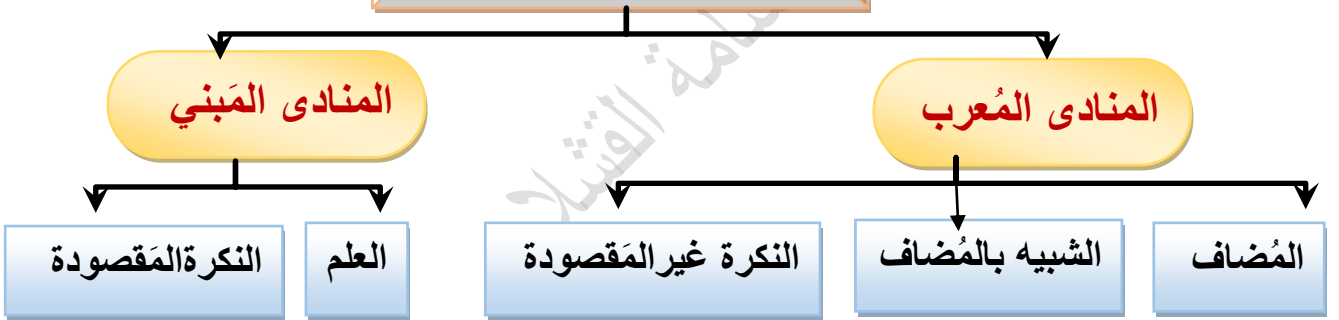 المنادى المُعرب
المنادى المَبني
المُضاف
الشبيه بالمُضاف
النكرة غيرالمَقصودة
العلم
النكرةالمَقصودة